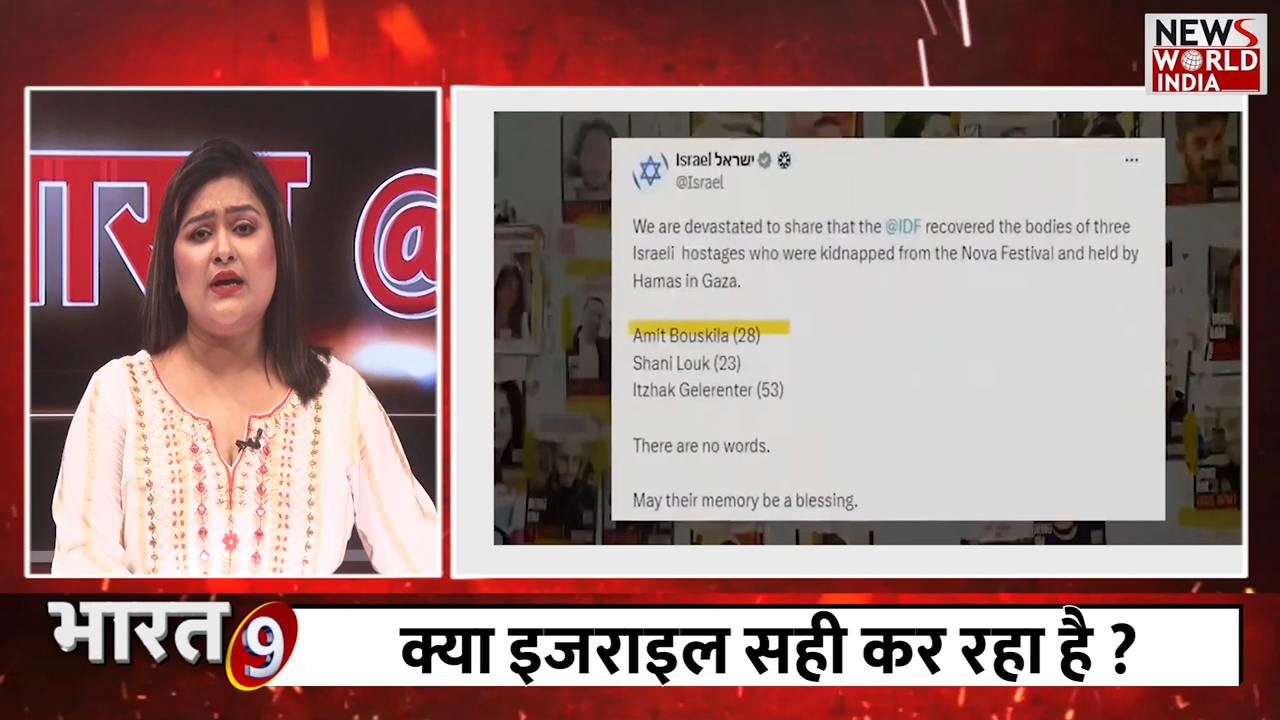 NEWS
WORLD
INDIA
@
Israel ישראל
@Israel
We are devastated to share that the @IDF recovered the bodies of three
Israeli hostages who were kidnapped from the Nova Festival and held by
Hamas in Gaza.
Amit Bouskila (28)
Shani Louk (23)
Itzhak Gelerenter (53)
There are no words.
May their memory be a blessing.
भारत 9
क्या इजराइल सही कर रहा है ?